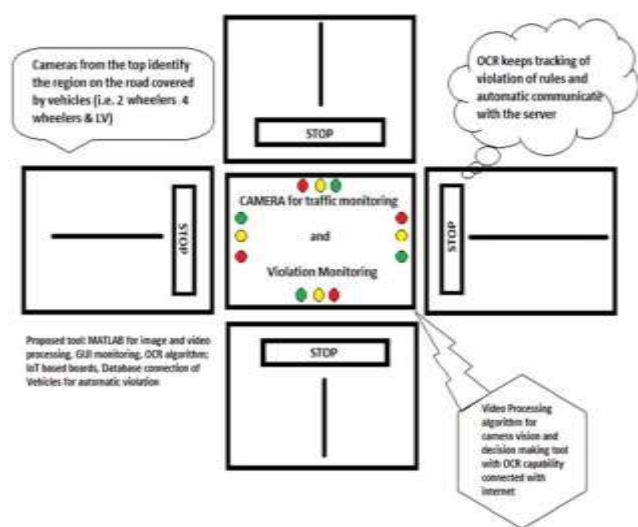 Cameras from the top identify
the region on the road covered
by vehicles (i.e. 2 wheelers 4
wheelers & LV)
OCR keeps tracking of
violation of rules and
automatic communicate
with the server
STOP
STOP
CAMERA for traffic monitoring
and
Violation Monitoring
STOP
STOP
Proposed tool: MATLAB for image and video
processing, GUI monitoring, OCR algorithm;
IoT based boards, Database connection of
Vehicles for automatic violation
Video Processing
algorithm for
camera vision and
decision making tool
with OCR capability
connected with
internet